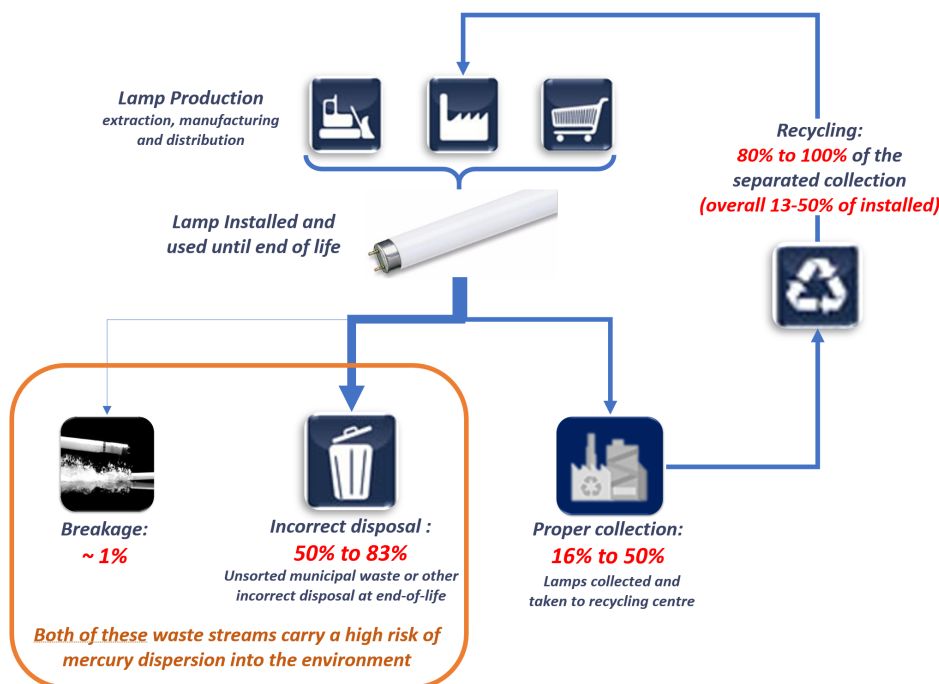 Lamp Production
extraction, manufacturing
and distribution
Recycling:
80% to 100% of the
separated collection
(overall 13-50% of installed)
Lamp Installed and
used until end of life
Breakage:
~ 1%
Incorrect disposal :
50% to 83%
Unsorted municipal waste or other
incorrect disposal at end-of-life
Proper collection:
16% to 50%
Lamps collected and
taken to recycling centre
Both of these waste streams carry a high risk of
mercury dispersion into the environment